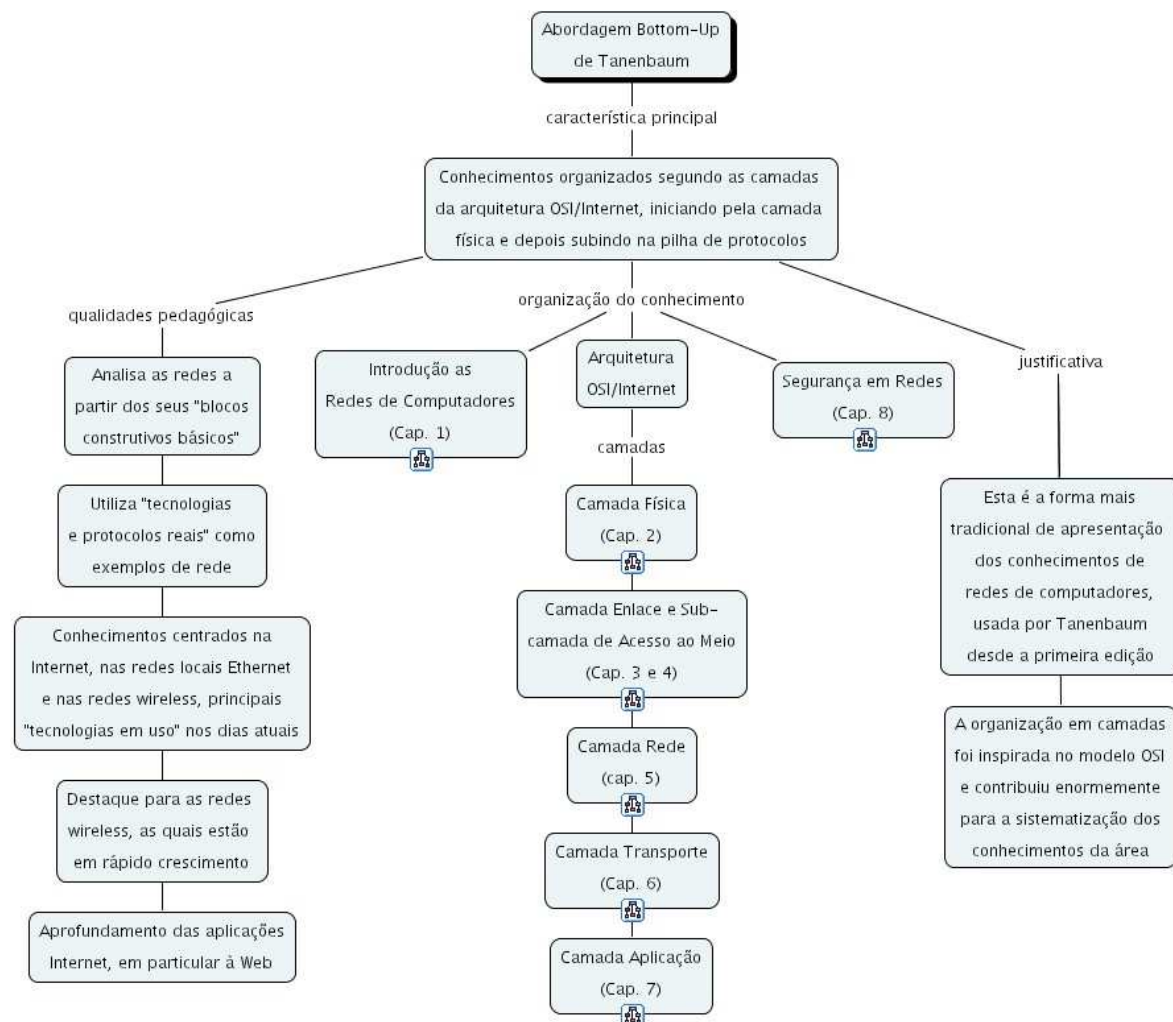 Abordagem Bottom-Up
de Tanenbaum
característica principal
Conhecimentos organizados segundo as camadas
da arquitetura OSI/Internet, iniciando pela camada
física e depois subindo na pilha de protocolos
qualidades pedagógicas
Analisa as redes a
partir dos seus "blocos
construtivos básicos"
Utiliza "tecnologias
e protocolos reais" como
exemplos de rede
Conhecimentos centrados na
Internet, nas redes locais Ethernet
e nas redes wireless, principais
"tecnologias em uso" nos dias atuais
Destaque para as redes
wireless, as quais estão
em rápido crescimento
Aprofundamento das aplicações
Internet, em particular à Web
organização do conhecimento
Introdução as
Redes de Computadores
(Cap. 1)
Arquitetura
OSI/Internet
camadas
Camada Física
(Cap. 2)
Camada Enlace e Sub-
camada de Acesso ao Meio
(Cap. 3 e 4)
Camada Rede
(cap. 5)
Camada Transporte
(Cap. 6)
Camada Aplicação
(Cap. 7)
Segurança em Redes
(Cap. 8)
justificativa
Esta é a forma mais
tradicional de apresentação
dos conhecimentos de
redes de computadores,
usada por Tanenbaum
desde a primeira edição
A organização em camadas
foi inspirada no modelo OSI
e contribuiu enormemente
para a sistematização dos
conhecimentos da área